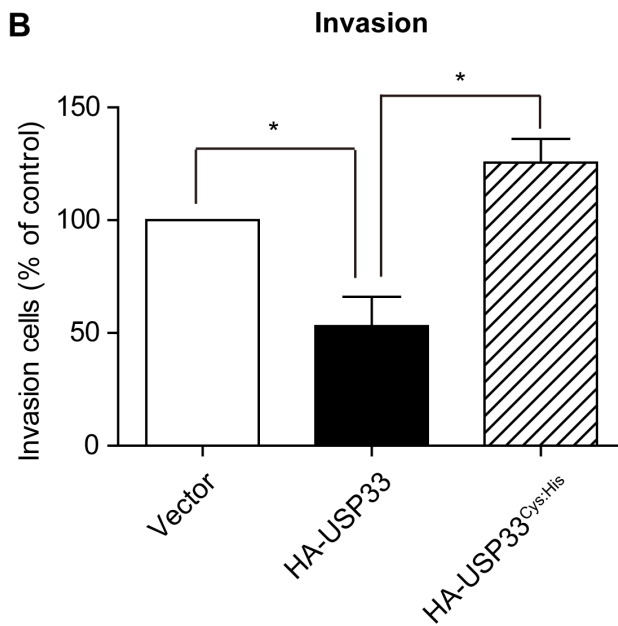 B
Invasion
*
*
150
100
50
0
Invasion cells (% of control)
Vector
HA-USP33
HA-USP33Cys:His